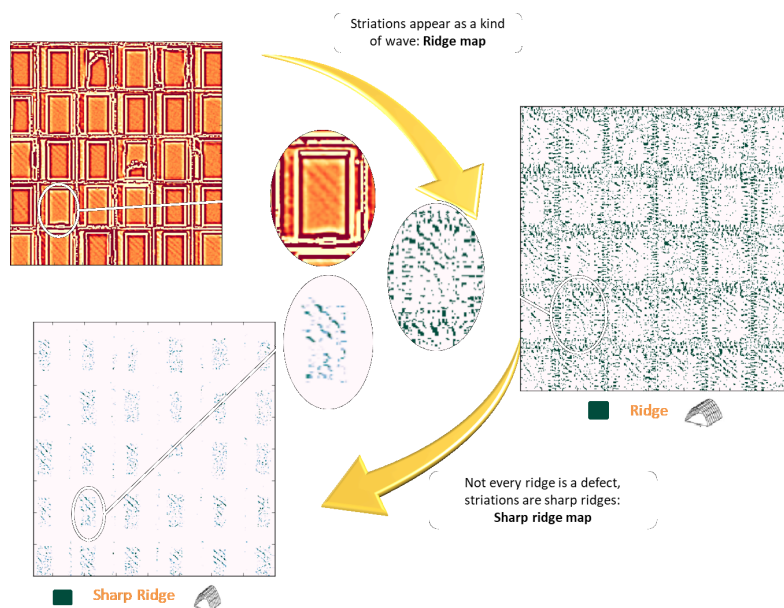 Striations appear as a kind
of wave: Ridge map
Ridge
Not every ridge is a defect,
striations are sharp ridges:
Sharp ridge map
Sharp Ridge